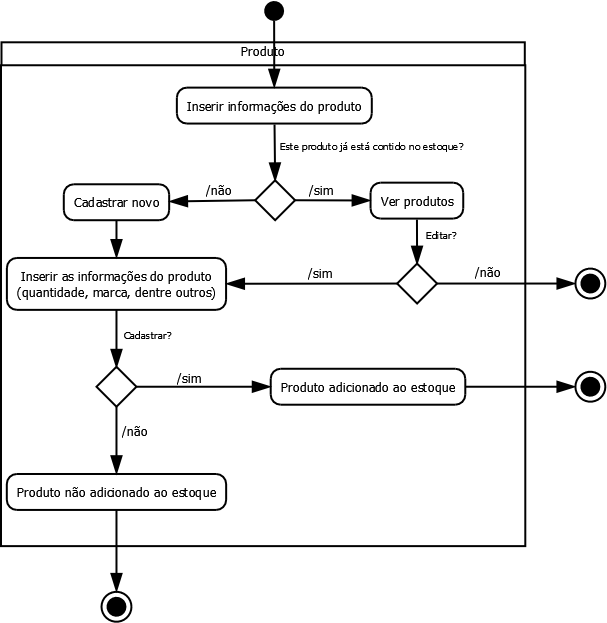 Produto
Inserir informações do produto
Este produto já está contido no estoque?
/não
/sim
Cadastrar novo
Ver produtos
Editar?
Inserir as informações do produto
(quantidade, marca, dentre outros)
/sim
/não
Cadastrar?
/sim
Produto adicionado ao estoque
/não
Produto não adicionado ao estoque